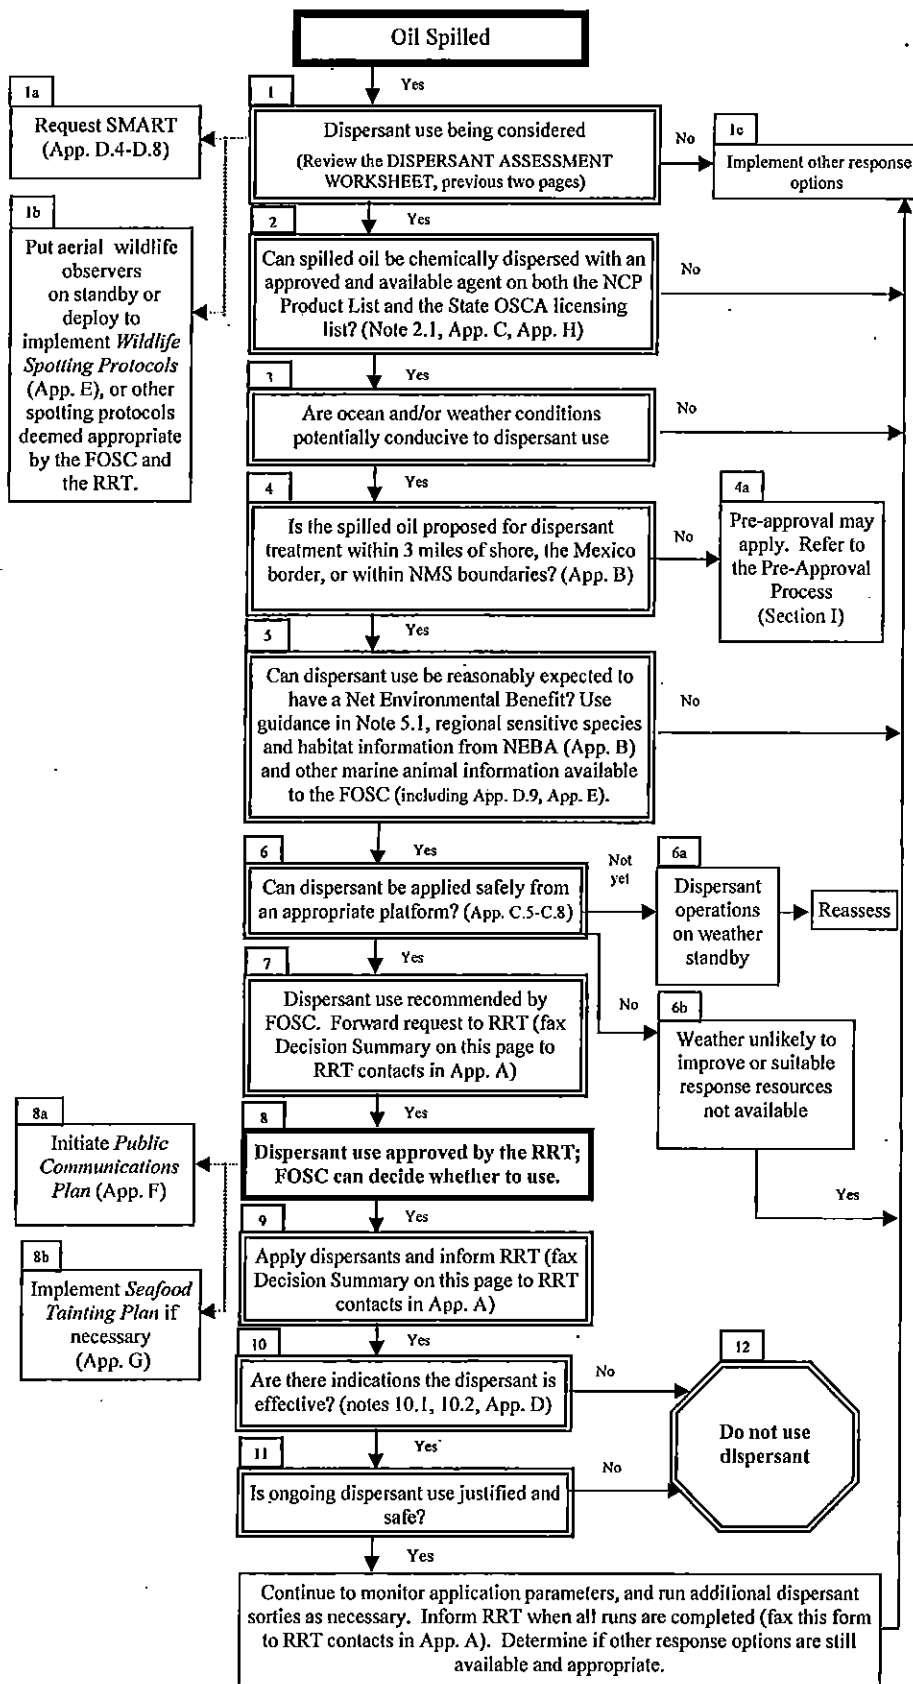 Oil Spilled
Yes
1a
Request SMART
(App. D.4-D.8)
1
Dispersant use being considered
(Review the DISPERSANT ASSESSMENT
WORKSHEET, previous two pages)
No
1c
Implement other response
options
1b
Put aerial wildlife
observers
on standby or
deploy to
implement Wildlife
Spotting Protocols
(App. E), or other
spotting protocols
deemed appropriate
by the FOSC and
the RRT.
Yes
2
Can spilled oil be chemically dispersed with an
approved and available agent on both the NCP
Product List and the State OSCA licensing
list? (Note 2.1, App. C, App. H)
No
Yes
3
Are ocean and/or weather conditions
potentially conducive to dispersant use
No
Yes
4
Is the spilled oil proposed for dispersant
treatment within 3 miles of shore, the Mexico
border, or within NMS boundaries? (App. B)
No
4a
Pre-approval may
apply. Refer to
the Pre-Approval
Process
(Section I)
Yes
5
Can dispersant use be reasonably expected to
have a Net Environmental Benefit? Use
guidance in Note 5.1, regional sensitive species
and habitat information from NEBA (App. B)
and other marine animal information available
to the FOSC (including App. D.9, App. E).
No
Yes
6
Can dispersant be applied safely from
an appropriate platform? (App. C.5-C.8)
Not
yet
6a
Dispersant
operations
on weather
standby
Reassess
Yes
7
Dispersant use recommended by
FOSC. Forward request to RRT (fax
Decision Summary on this page to
RRT contacts in App. A)
No
6b
Weather unlikely to
improve or suitable
response resources
not available
Yes
Yes
8
Dispersant use approved by the RRT;
FOSC can decide whether to use.
8a
Initiate Public
Communications
Plan (App. F)
8b
Implement Seafood
Tainting Plan if
necessary
(App. G)
Yes
9
Apply dispersants and inform RRT (fax
Decision Summary on this page to RRT
contacts in App. A)
Yes
10
Are there indications the dispersant is
effective? (notes 10.1, 10.2, App. D)
No
12
Do not use
dispersant
Yes
11
Is ongoing dispersant use justified and
safe?
No
Yes
Continue to monitor application parameters, and run additional dispersant
sorties as necessary. Inform RRT when all runs are completed (fax this form
to RRT contacts in App. A). Determine if other response options are still
available and appropriate.